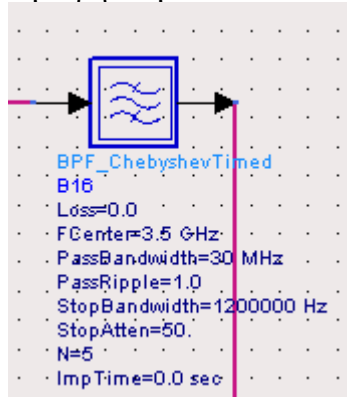 BPF_ChebyshevTimed
B16
Loss=0.0
FCenter=3.5 GHz
PassBandwidth=30 MHz
PassRipple=1.0
StopBandwidth=1200000 Hz
StopAtten=50.
N=5
ImpTime=0.0 sec